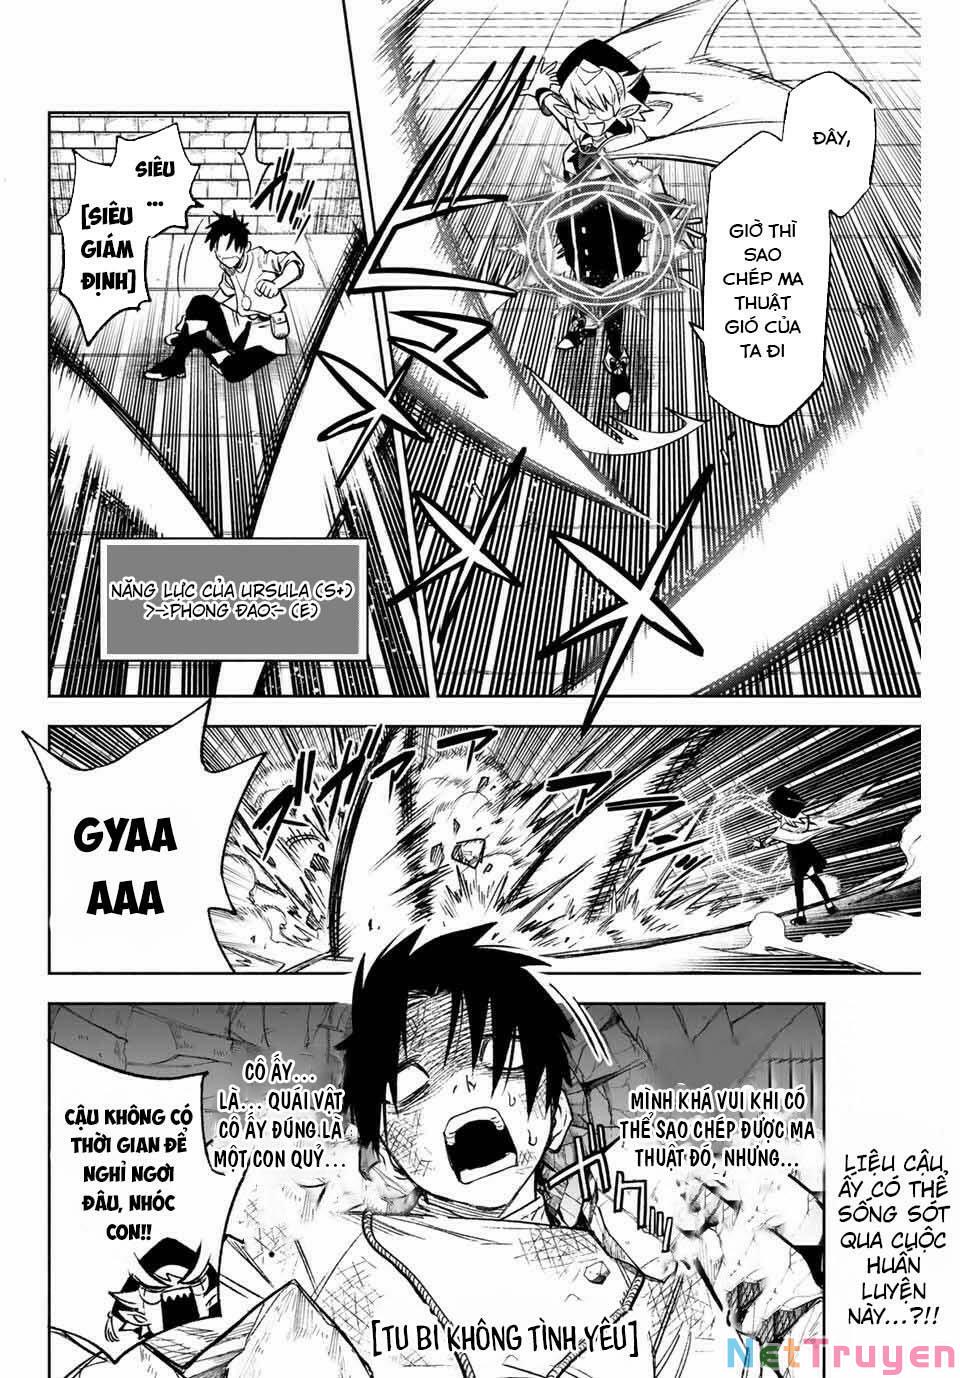 ĐÂY,
GIỜ THÌ
SAO
CHÉP MA
THUẬT
GIÓ CỦA
TA ĐI
SIÊU
...
[SIÊU
GIÁM
ĐỊNH]
NĂNG LỰC CỦA URSULA (S+)
>->PHONG ĐAO<- (E)
GYAA
AAA
MÌNH KHÁ VUI KHI CÓ
THỂ SAO CHÉP ĐƯỢC MA
THUẬT ĐÓ, NHƯNG...
CÔ ẤY...
LÀ... QUÁI VẬT
CÔ ẤY ĐÚNG LÀ
MỘT CON QUỶ...
CẬU KHÔNG CÓ
THỜI GIAN ĐỂ
NGHỈ NGƠI
ĐÂU, NHÓC
CON!!
[TU BI KHÔNG TÌNH YÊU]
LIỆU CẬU
ẤY CÓ THỂ
SỐNG SÓT
QUA CUỘC
HUẤN
LUYỆN
NÀY...?!!
NetTruyen